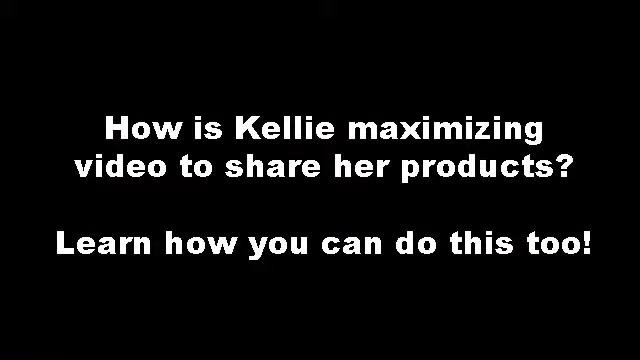 How is Kellie maximizing
video to share her products?
Learn how you can do this too!